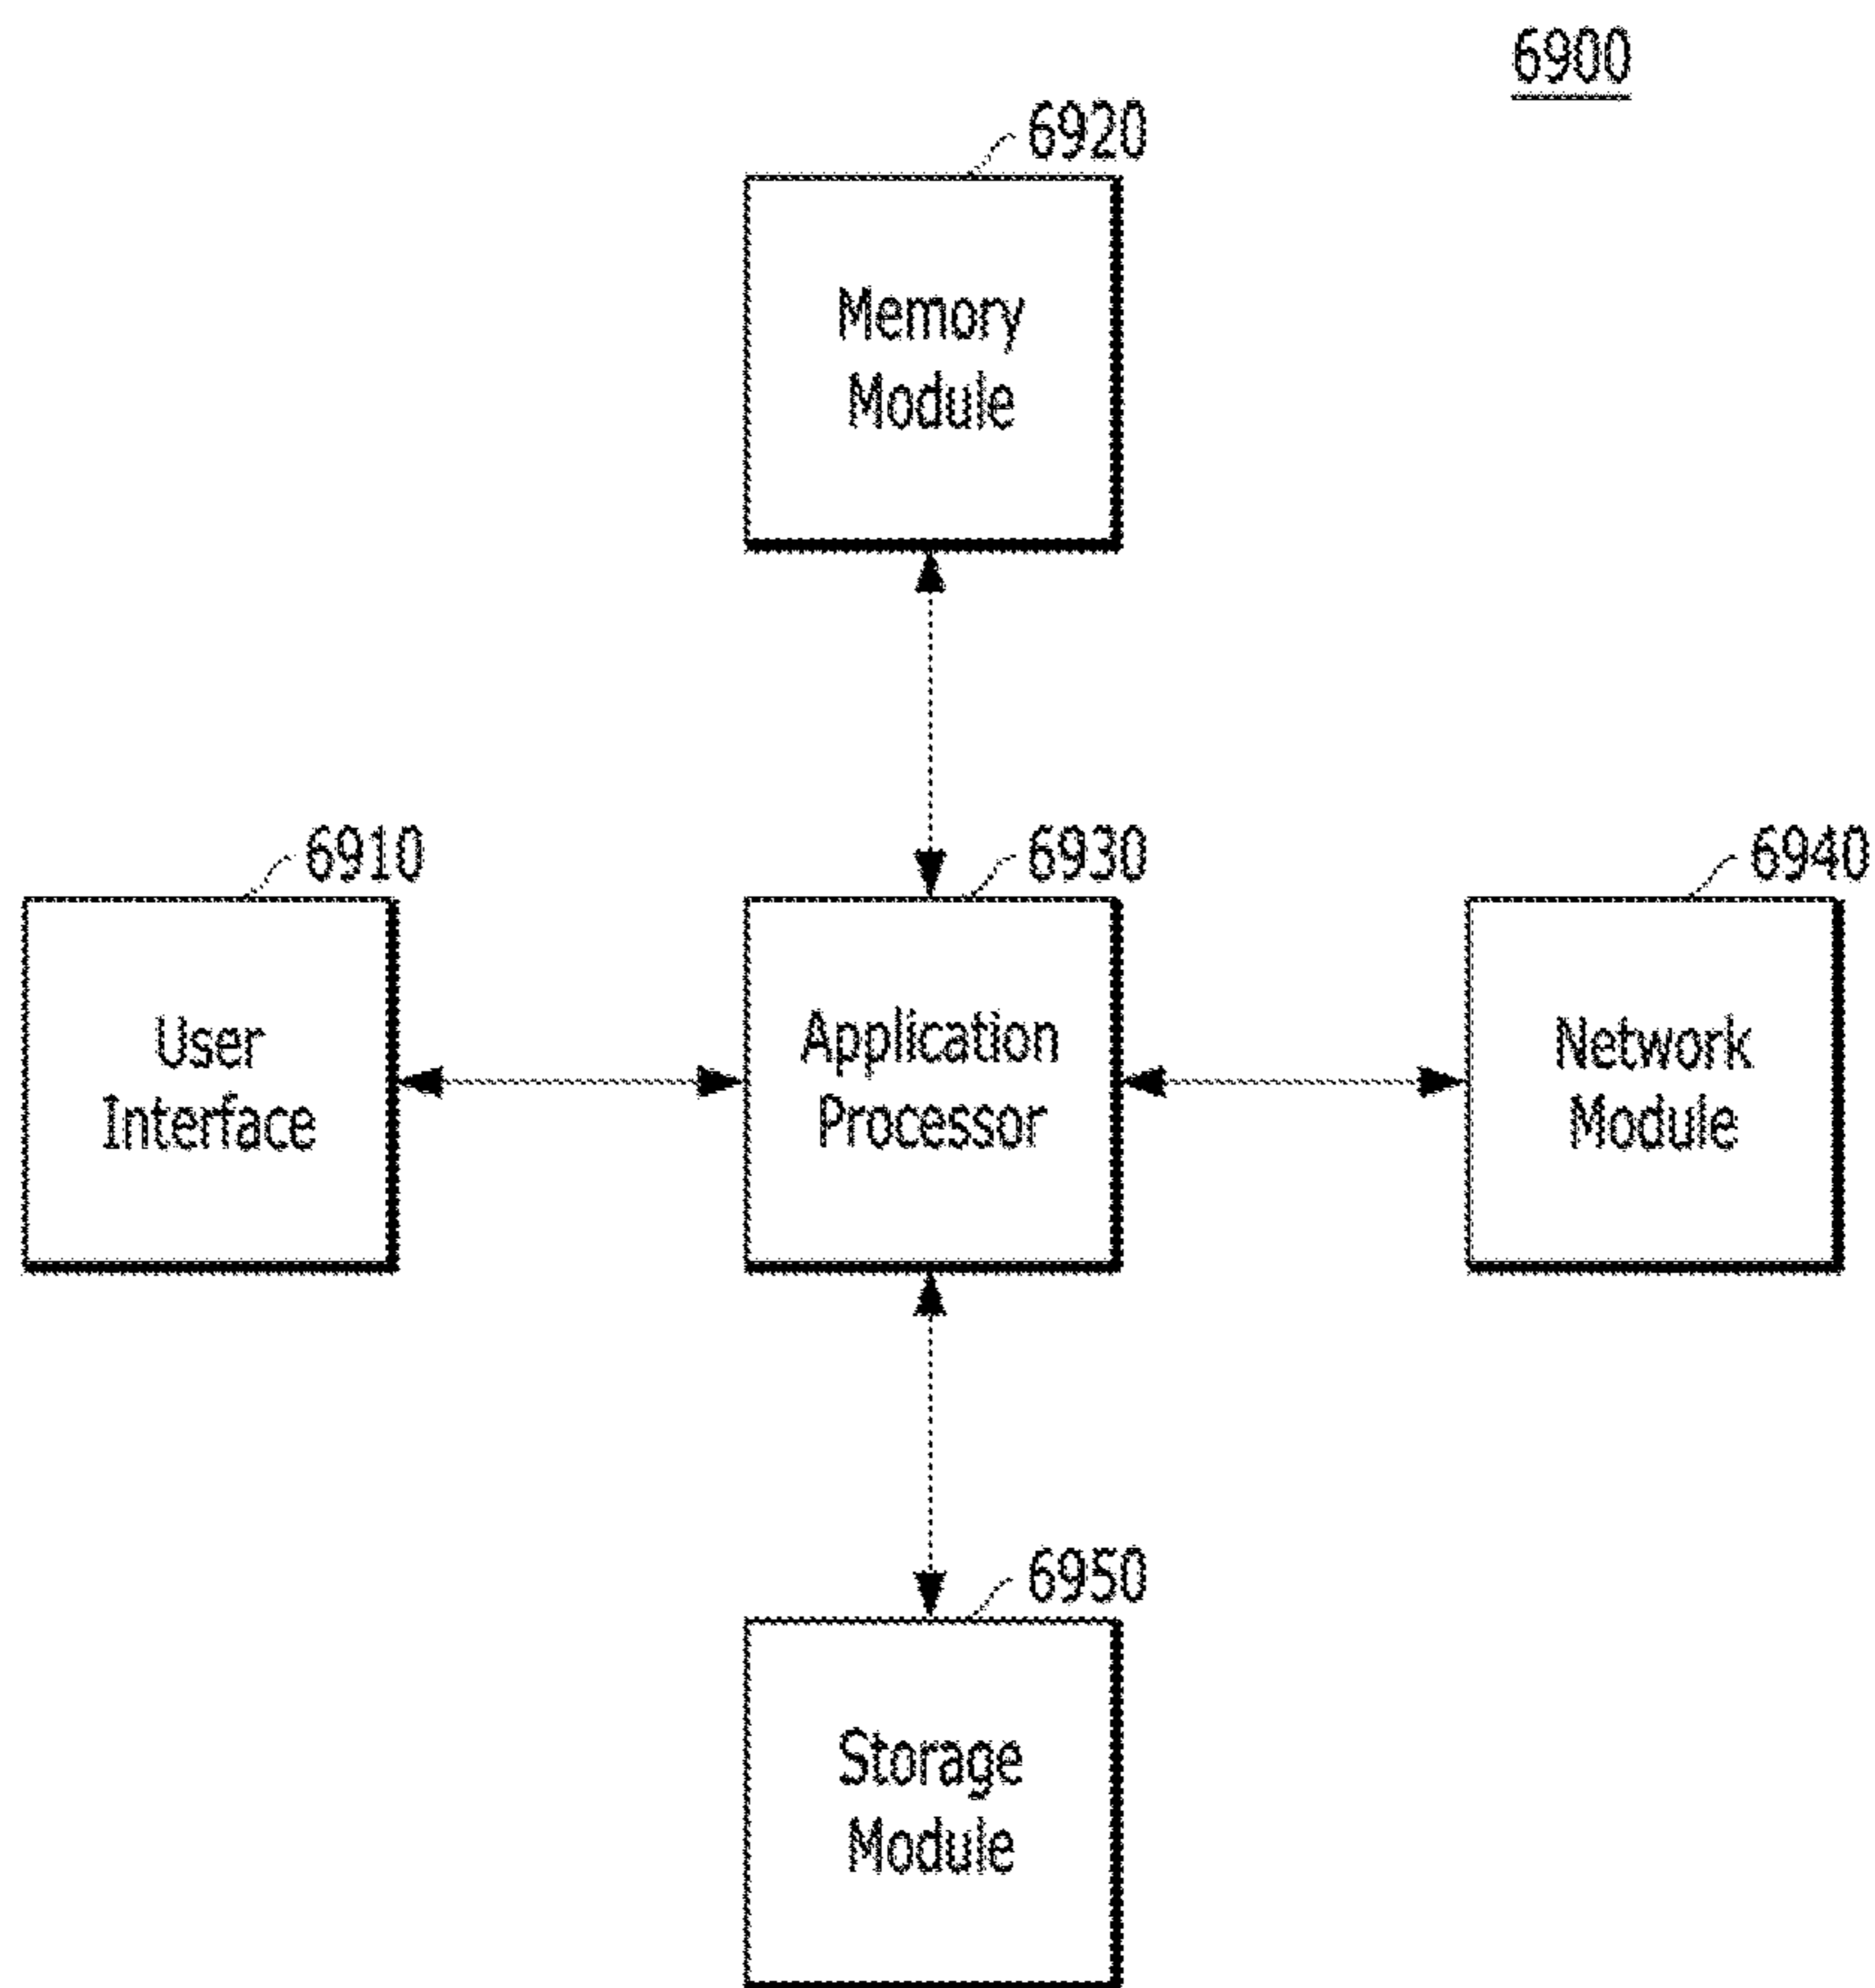 6900
6920
Memory
Module
6910
6930
6940
User
Interface
Application
Processor
Network
Module
6950
Storage
Module